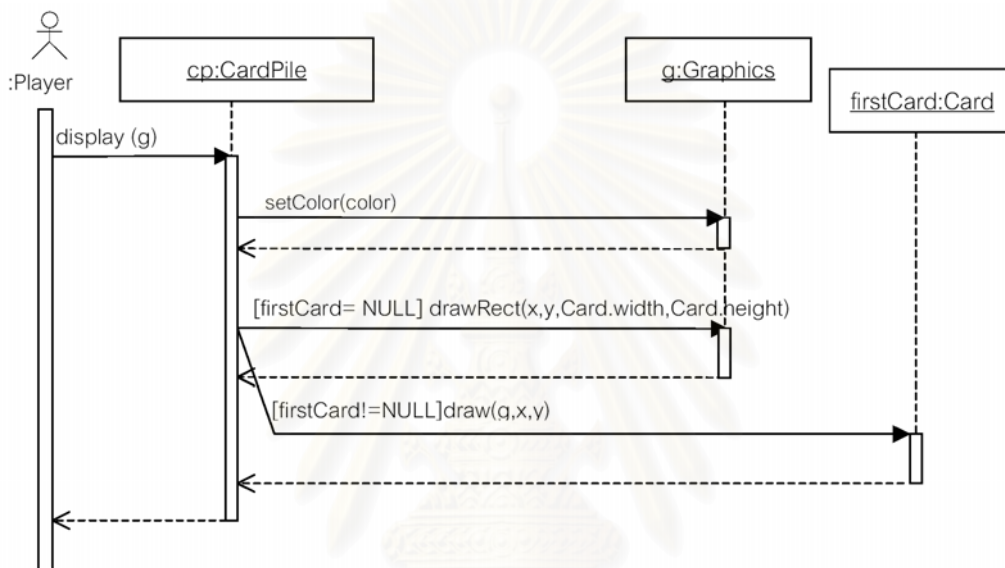 :Player
cp:CardPile
g:Graphics
firstCard:Card
display (g)
setColor(color)
[firstCard= NULL] drawRect(x,y,Card.width,Card.height)
[firstCard!=NULL]draw(g,x,y)